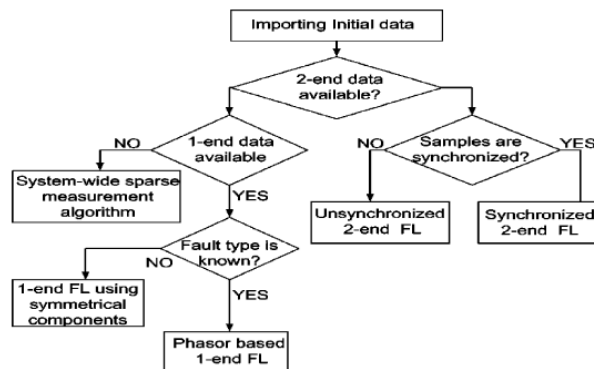 Importing Initial data
2-end data
available?
NO
1-end data
available
NO
Samples are
synchronized?
YES
System-wide sparse
measurement
algorithm
YES
Unsynchronized
2-end FL
Synchronized
2-end FL
Fault type is
known?
NO
1-end FL using
symmetrical
components
YES
Phasor based
1-end FL